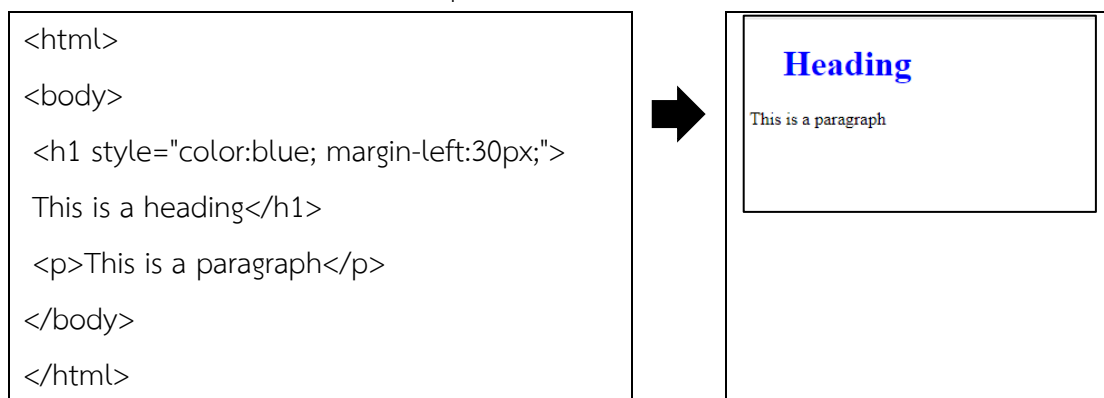 <html>
<body>
<h1 style="color:blue; margin-left:30px;">
This is a heading</h1>
<p>This is a paragraph</p>
</body>
</html>
Heading
This is a paragraph